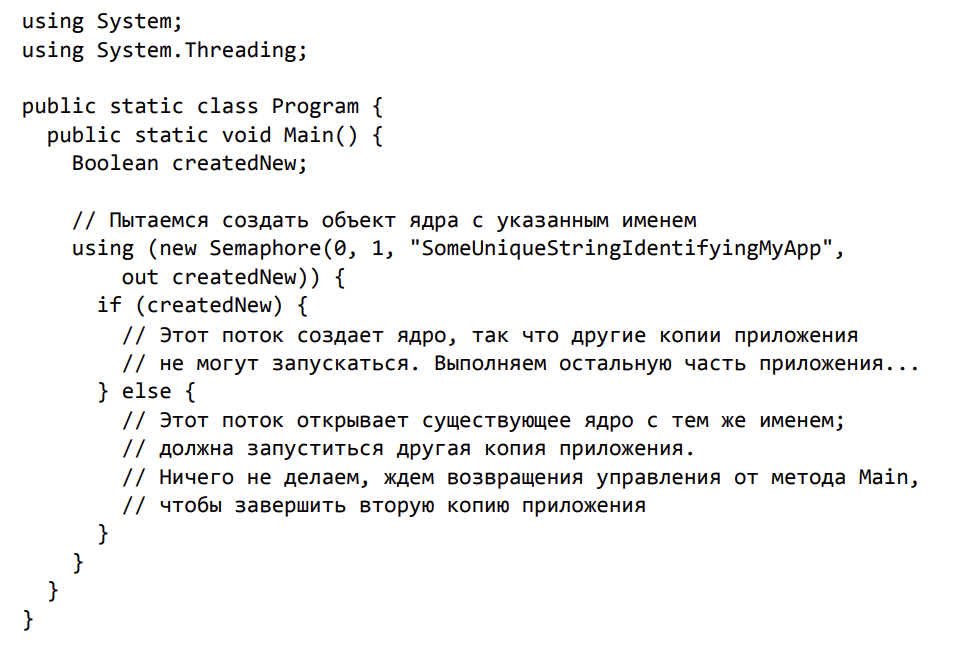 using System;
using System.Threading;

public static class Program {
  public static void Main() {
    Boolean createdNew;

    // Пытаемся создать объект ядра с указанным именем
    using (new Semaphore(0, 1, "SomeUniqueStringIdentifyingMyApp",
        out createdNew)) {
      if (createdNew) {
        // Этот поток создает ядро, так что другие копии приложения
        // не могут запускаться. Выполняем остальную часть приложения...
      } else {
        // Этот поток открывает существующее ядро с тем же именем;
        // должна запуститься другая копия приложения.
        // Ничего не делаем, ждем возвращения управления от метода Main,
        // чтобы завершить вторую копию приложения
      }
    }
  }
}